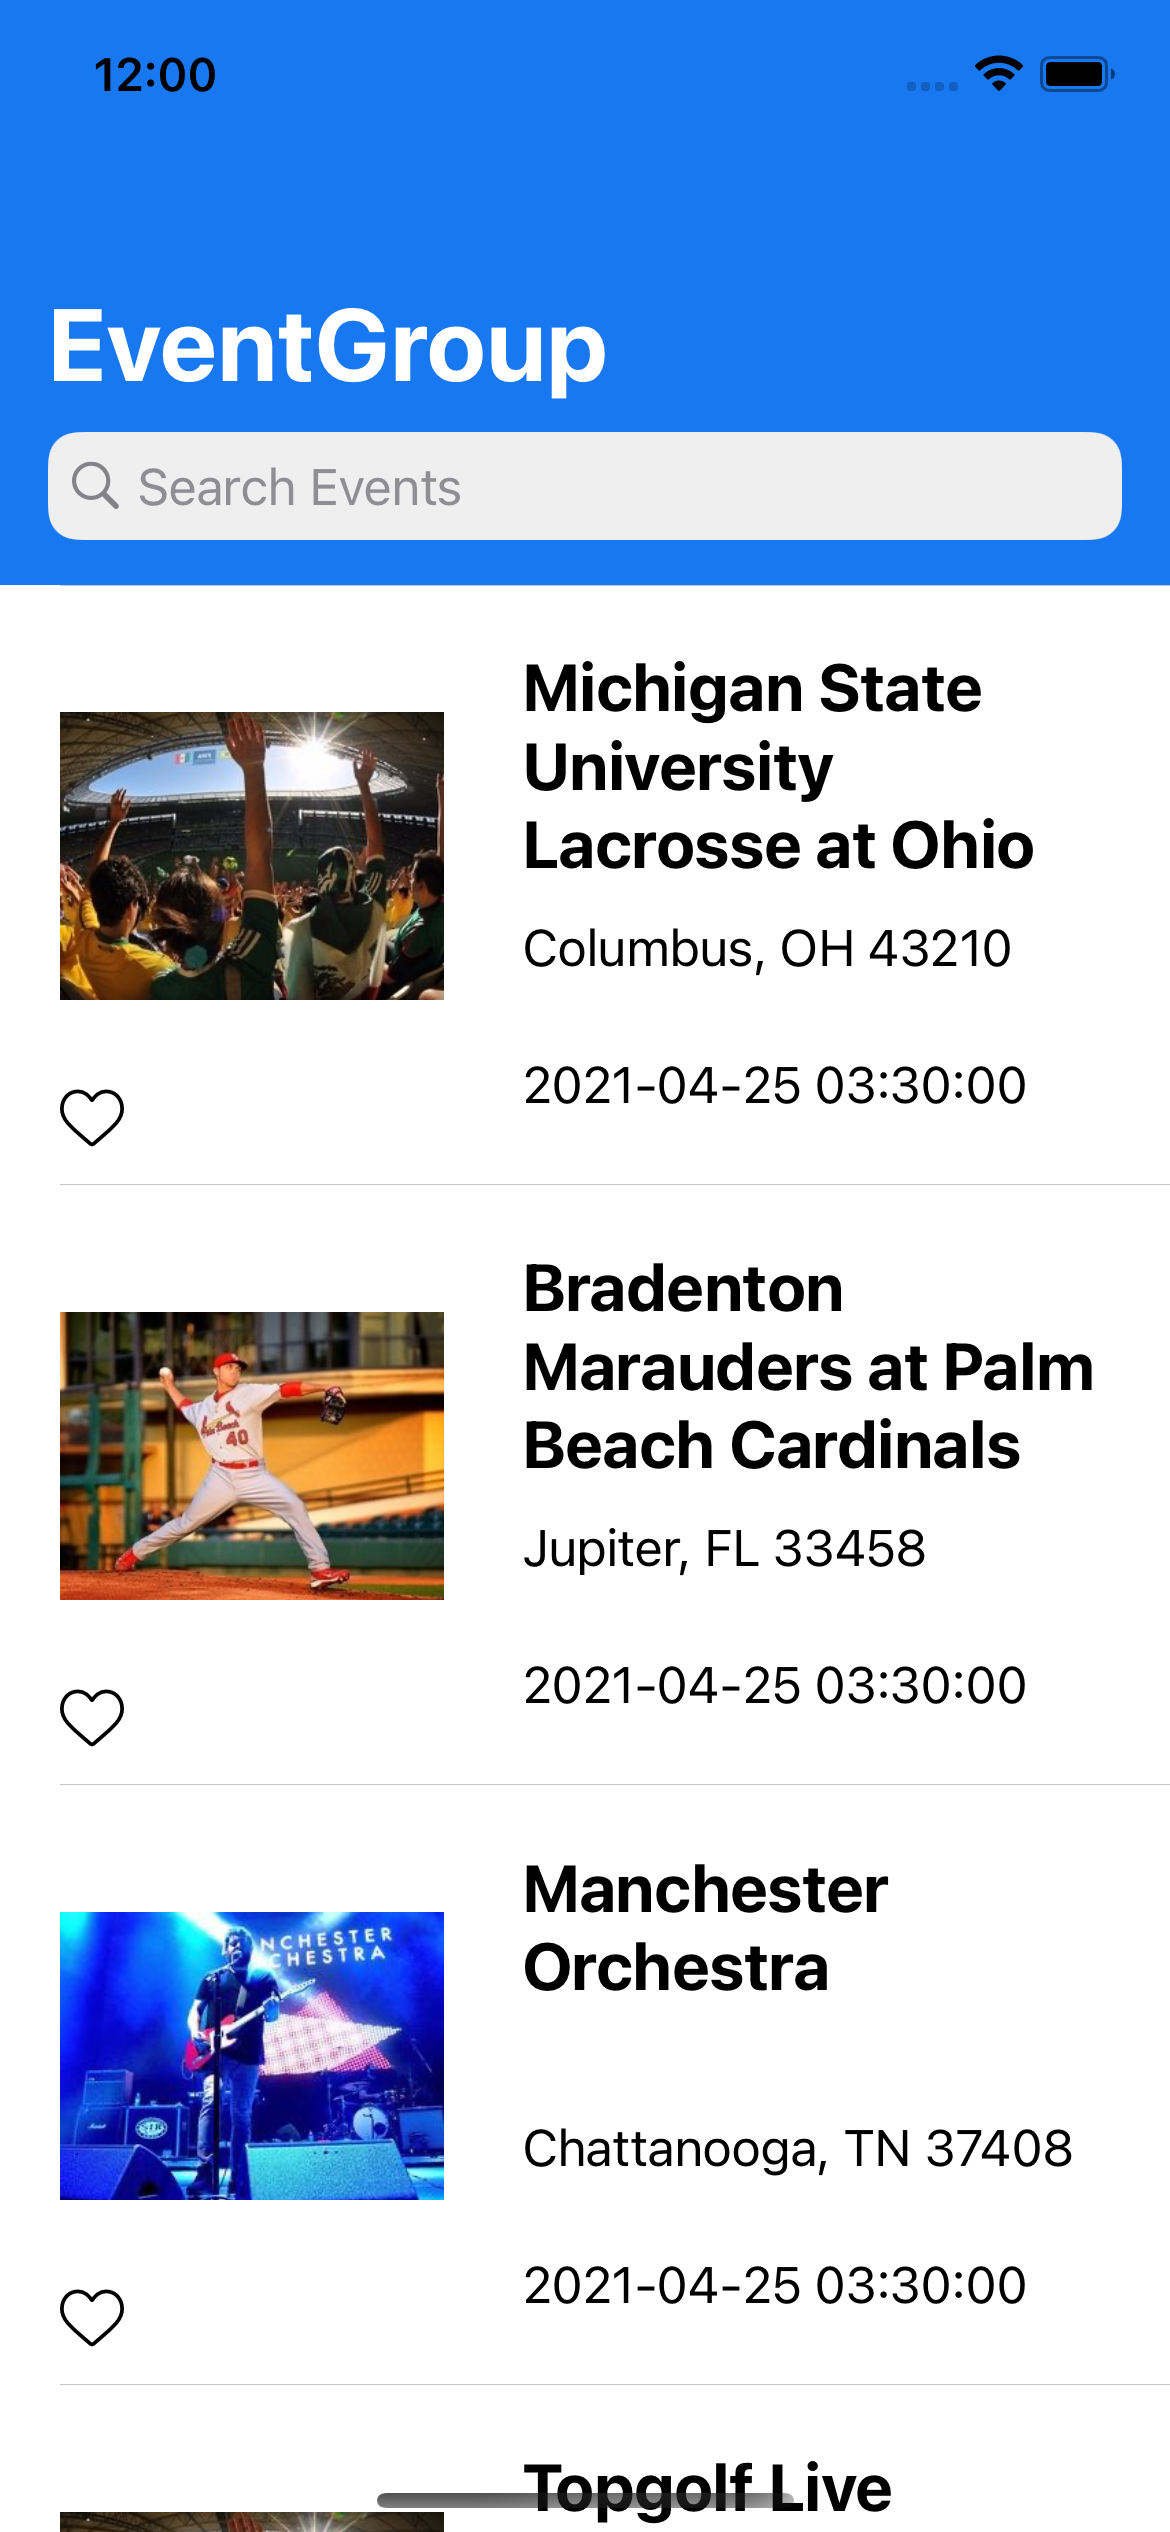 12:00
EventGroup
Search Events
Michigan State
University
Lacrosse at Ohio
Columbus, OH 43210
2021-04-25 03:30:00
40
Bradenton
Marauders at Palm
Beach Cardinals
Jupiter, FL 33458
2021-04-25 03:30:00
NCHESTER
CHESTRA
Manchester
Orchestra
Chattanooga, TN 37408
2021-04-25 03:30:00
Topgolf Live